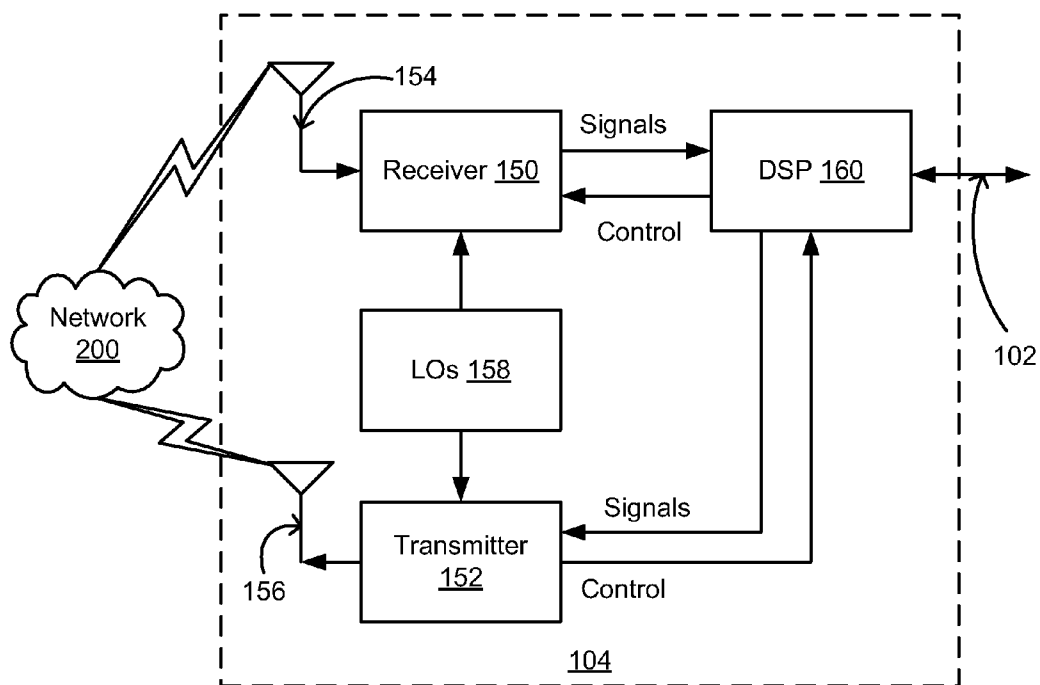 154
Signals
Receiver 150
DSP 160
Control
Network
200
LOs 158
102
Signals
Transmitter
152
156
Control
104